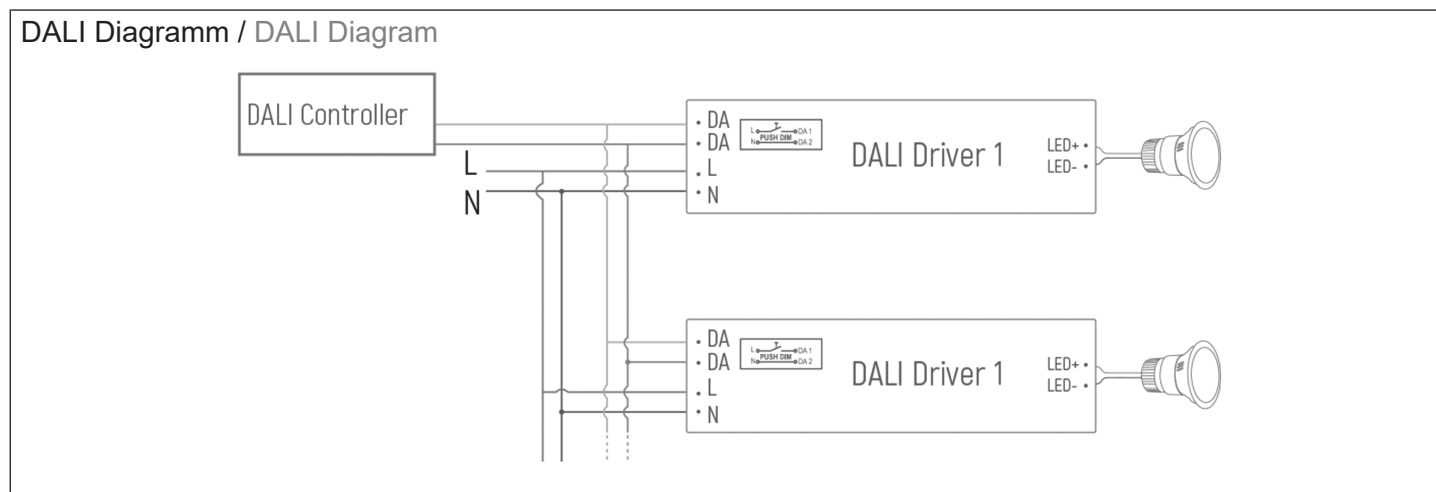 DALI Diagramm / DALI Diagram
DALI Controller
L
N
DA
DA
L
N
L DA 1
PUSH DIM
N DA 2
DALI Driver 1
LED+
LED-
DA
DA
L
N
L DA 1
PUSH DIM
N DA 2
DALI Driver 1
LED+
LED-